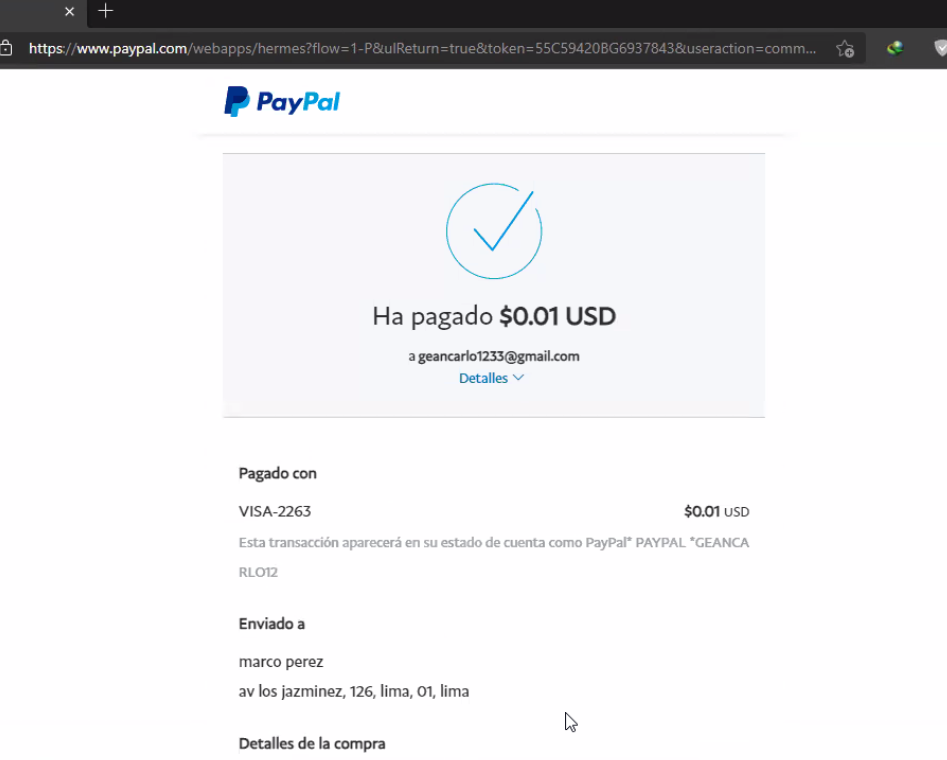 https://www.paypal.com/webapps/hermes?flow=1-P&ulReturn=true&token=55C59420BG6937843&useraction=comm...
PayPal
Ha pagado $0.01 USD
a geancarlo1233@gmail.com
Detalles
Pagado con
VISA-2263 $0.01 USD
Esta transacción aparecerá en su estado de cuenta como PayPal* PAYPAL *GEANCA
RLO12
Enviado a
marco perez
av los jazminez, 126, lima, 01, lima
Detalles de la compra